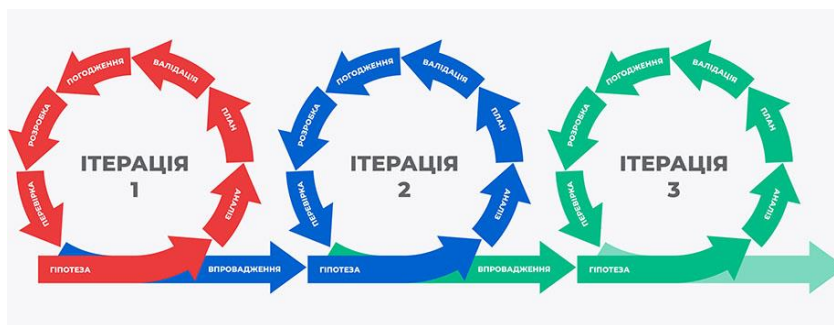 ІТЕРАЦІЯ
1
ГІПОТЕЗА
АНАЛІЗ
ПЛАН
ВАЛІДАЦІЯ
ПОГОДЖЕННЯ
РОЗРОБКА
ПЕРЕВІРКА
ВПРОВАДЖЕННЯ
ІТЕРАЦІЯ
2
ГІПОТЕЗА
АНАЛІЗ
ПЛАН
ВАЛІДАЦІЯ
ПОГОДЖЕННЯ
РОЗРОБКА
ПЕРЕВІРКА
ВПРОВАДЖЕННЯ
ІТЕРАЦІЯ
3
ГІПОТЕЗА
АНАЛІЗ
ПЛАН
ВАЛІДАЦІЯ
ПОГОДЖЕННЯ
РОЗРОБКА
ПЕРЕВІРКА